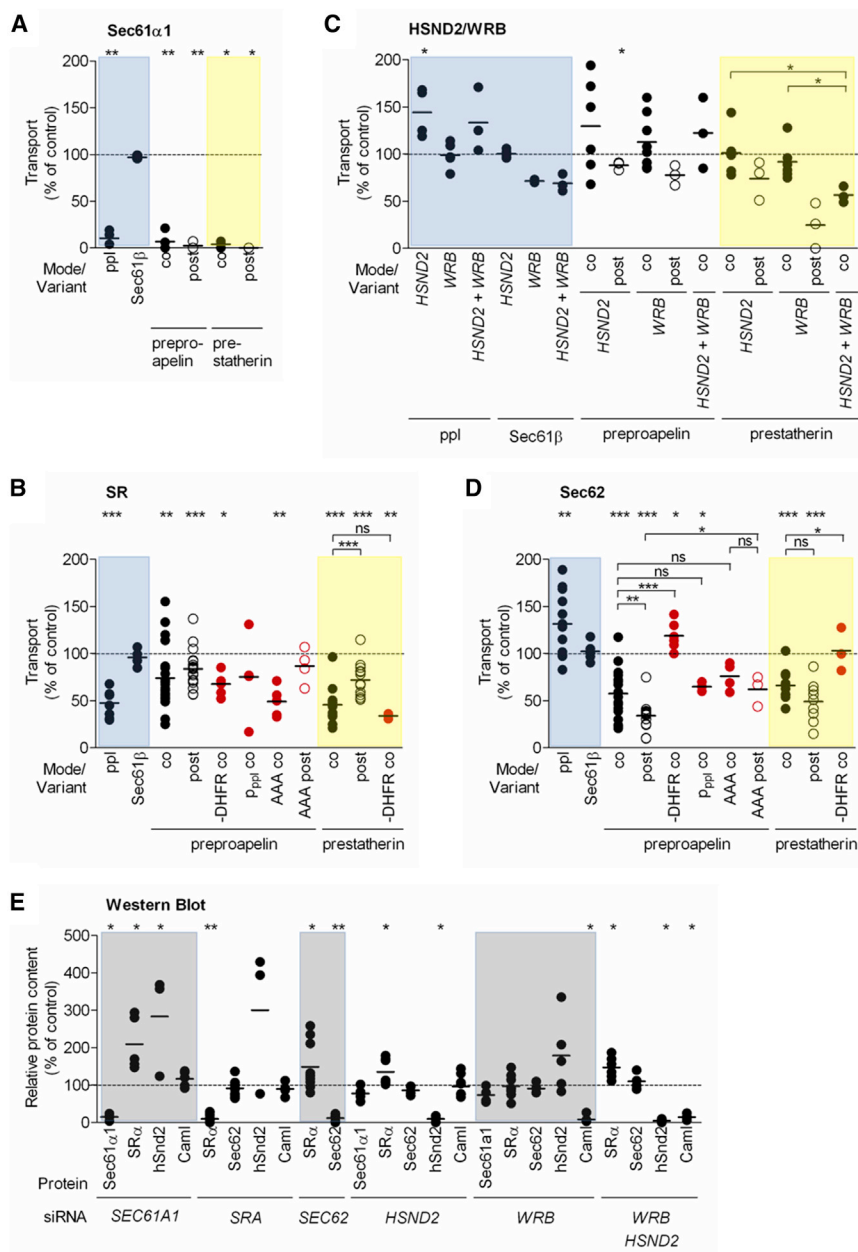 A
Sec61α1
** ** ** * *
200
150
100
50
0
Transport
(% of control)
Mode/
Variant
ppl
Sec61β
co
post
co
post
preproapelin
pre-
statherin
C
HSND2/WRB
* *
*
*
200
150
100
50
0
Transport
(% of control)
Mode/
Variant
HSND2
WRB
HSND2 + WRB
HSND2
WRB
HSND2 + WRB
co
post
co
post
co
co
post
co
post
co
HSND2
WRB
HSND2 + WRB
HSND2
WRB
HSND2 + WRB
ppl
Sec61β
preproapelin
prestatherin
B
SR
*** ** *** * ** *** *** **
ns
***
200
150
100
50
0
Transport
(% of control)
Mode/
Variant
ppl
Sec61β
co
post
-DHFR co
pppl co
AAA co
AAA post
co
post
-DHFR co
preproapelin
prestatherin
D
Sec62
** *** *** * * *** ***
*
ns
ns
ns
***
**
*
ns
200
150
100
50
0
Transport
(% of control)
Mode/
Variant
ppl
Sec61β
co
post
-DHFR co
pppl co
AAA co
AAA post
co
post
-DHFR co
preproapelin
prestatherin
E
Western Blot
* * * ** * ** * * * * * *
500
400
300
200
100
0
Relative protein content
(% of control)
Protein
Sec61α1
SRα
hSnd2
Caml
SRα
Sec62
hSnd2
Caml
SRα
Sec62
Sec61α1
SRα
Sec62
hSnd2
Caml
Sec61a1
SRα
Sec62
hSnd2
Caml
SRα
Sec62
hSnd2
Caml
siRNA
SEC61A1
SRA
SEC62
HSND2
WRB
WRB
HSND2